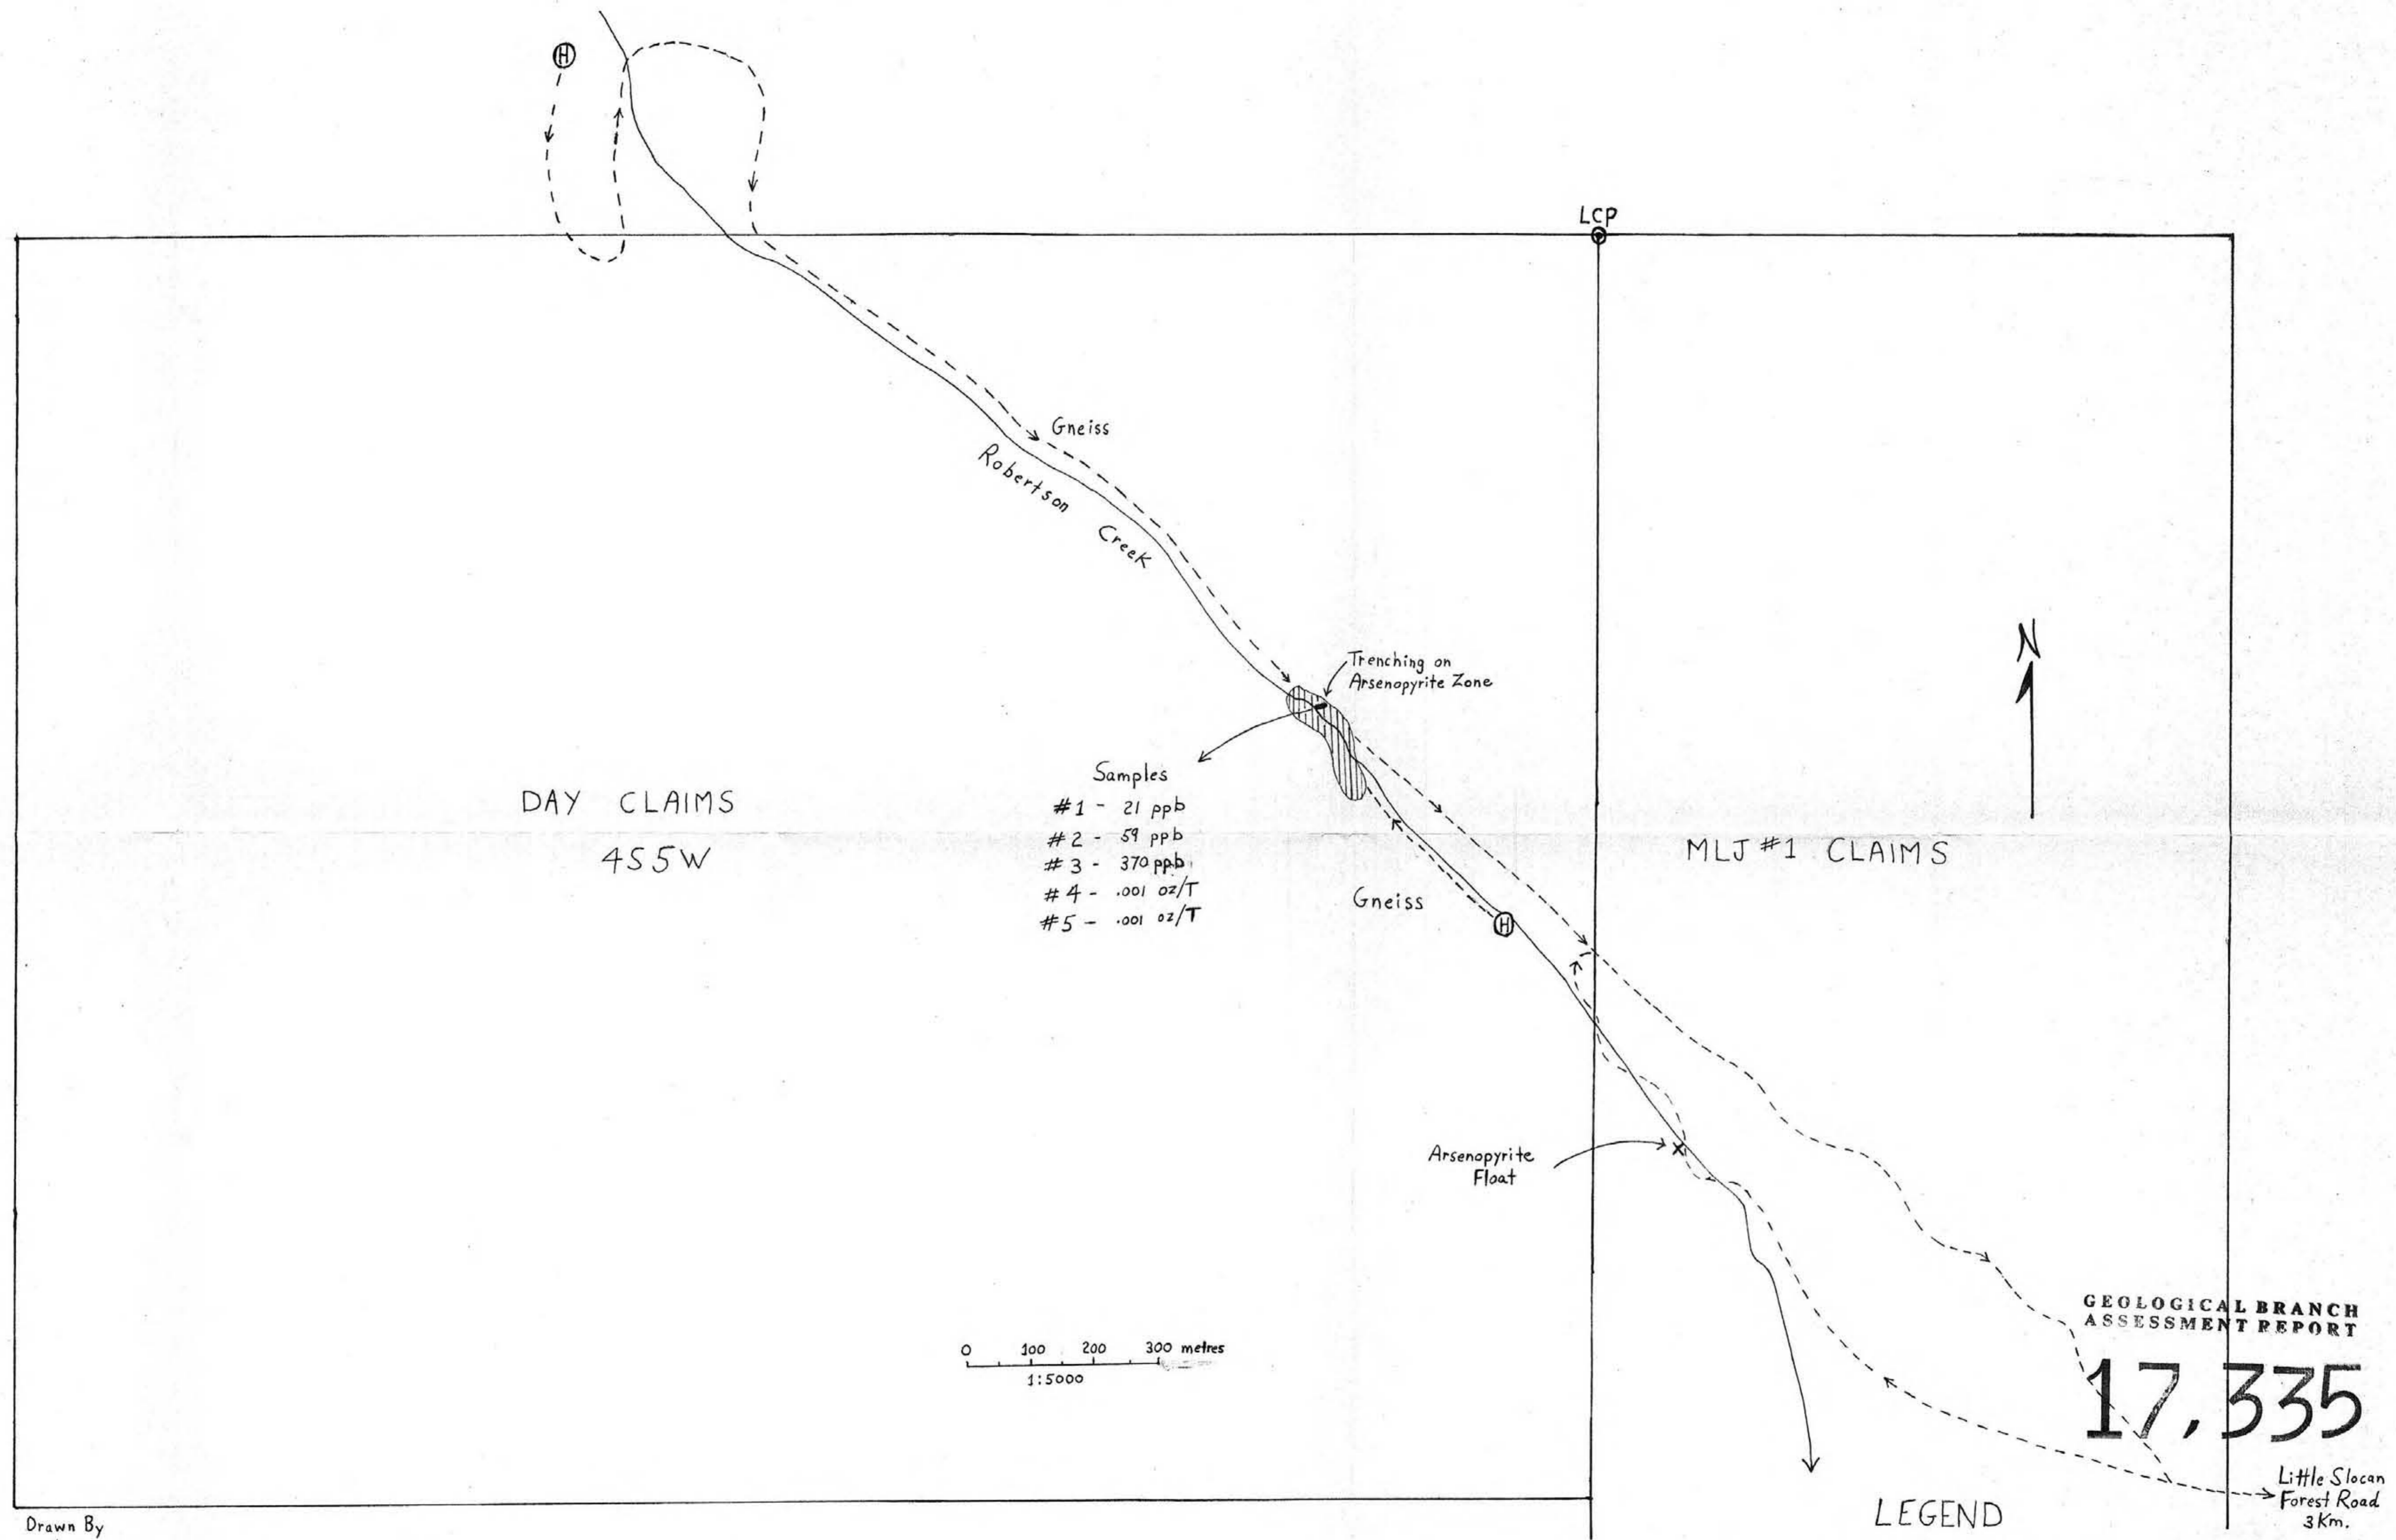 H
LCP
Gneiss
Robertson Creek
N
Trenching on
Arsenopyrite Zone
Samples
#1 - 21 ppb
#2 - 59 ppb
#3 - 370 ppb
#4 - .001 oz/T
#5 - .001 oz/T
DAY CLAIMS
4S5W
MLJ #1 CLAIMS
Gneiss
H
Arsenopyrite
Float
GEOLOGICAL BRANCH
ASSESSMENT REPORT
17,335
0 100 200 300 metres
1:5000
Little Slocan
Forest Road
3 Km.
LEGEND
Drawn By